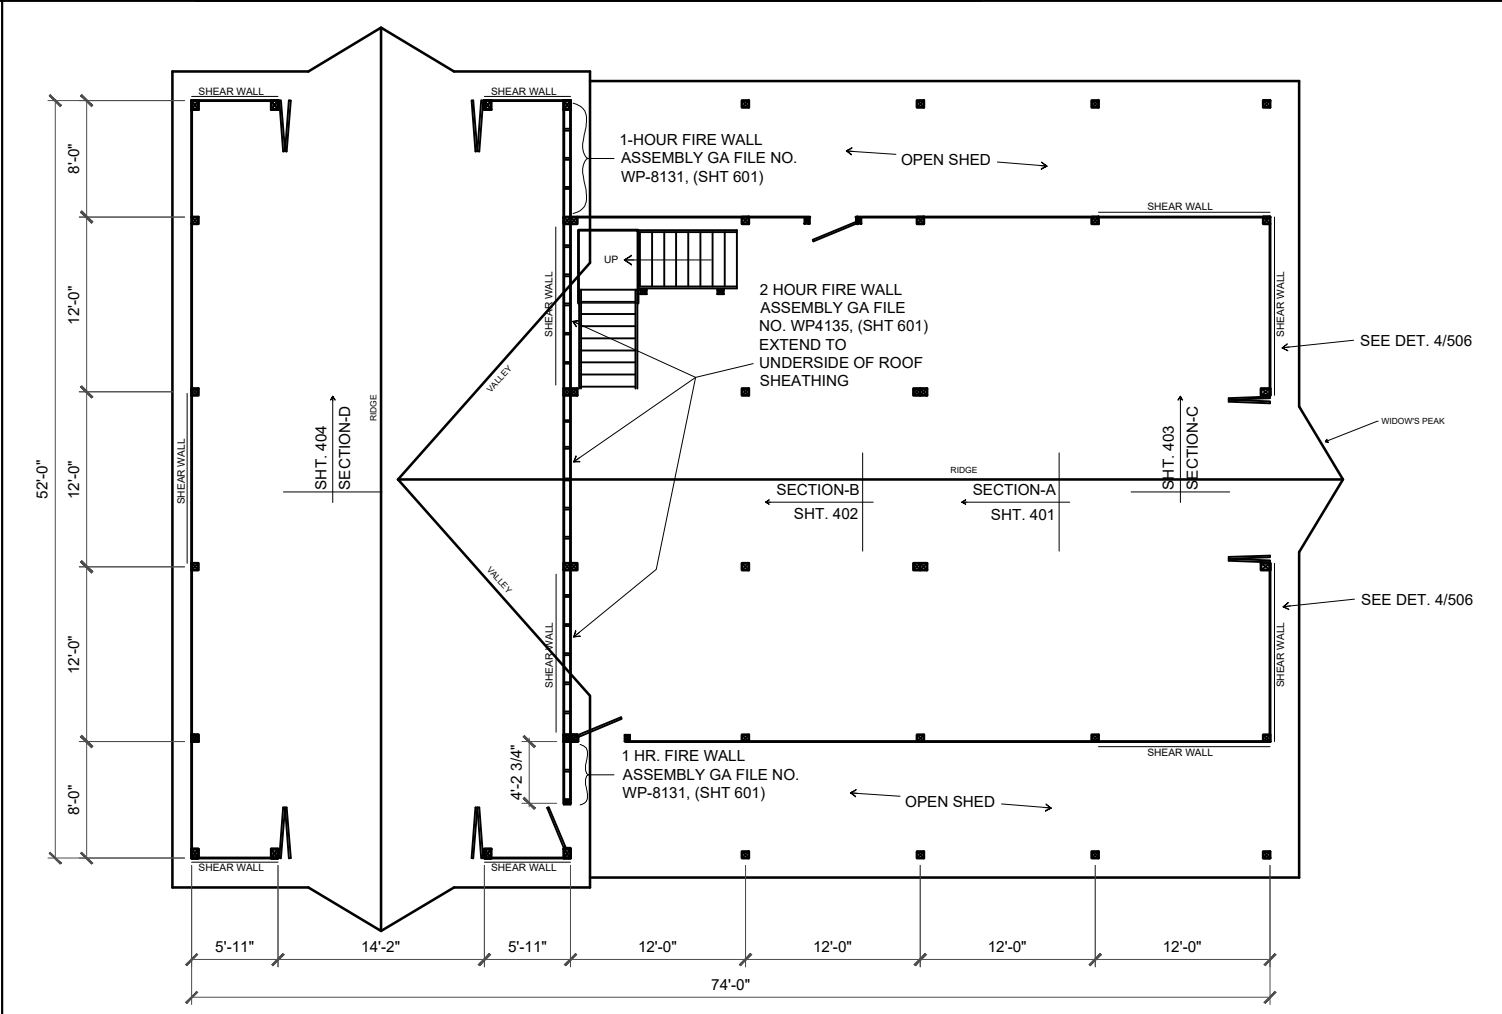 SHEAR WALL
SHEAR WALL
1-HOUR FIRE WALL
ASSEMBLY GA FILE NO.
WP-8131, (SHT 601)
OPEN SHED
8'-0"
SHEAR WALL
UP
SHEAR WALL
2 HOUR FIRE WALL
ASSEMBLY GA FILE
NO. WP4135, (SHT 601)
EXTEND TO
UNDERSIDE OF ROOF
SHEATHING
SHEAR WALL
12'-0"
SEE DET. 4/506
VALLEY
RIDGE
SHT. 404
SECTION-D
SHT. 403
SECTION-C
WIDOW'S PEAK
52'-0"
12'-0"
SHEAR WALL
RIDGE
SECTION-B
SHT. 402
SECTION-A
SHT. 401
VALLEY
SEE DET. 4/506
12'-0"
SHEAR WALL
SHEAR WALL
SHEAR WALL
4'-2 3/4"
1 HR. FIRE WALL
ASSEMBLY GA FILE NO.
WP-8131, (SHT 601)
8'-0"
OPEN SHED
SHEAR WALL
SHEAR WALL
5'-11"
14'-2"
5'-11"
12'-0"
12'-0"
12'-0"
12'-0"
74'-0"